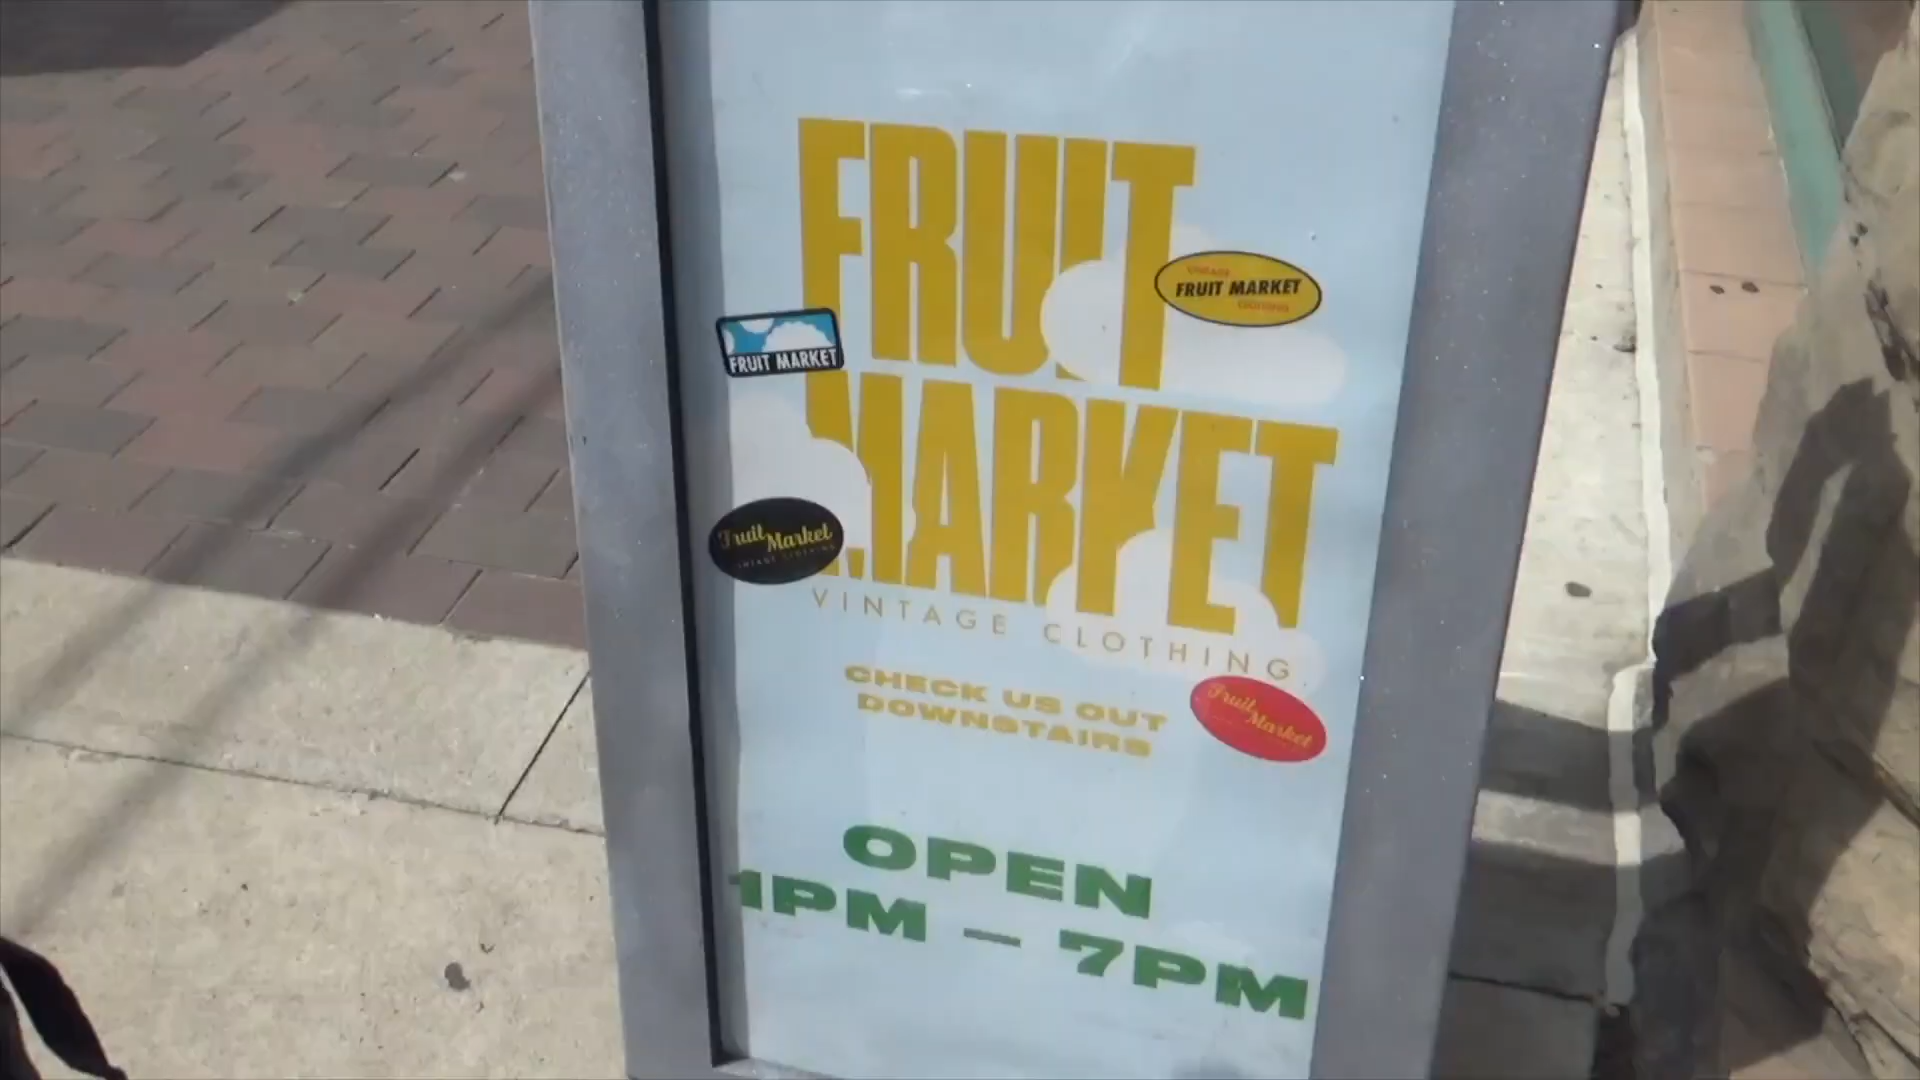 FRUIT
FRUIT MARKET
FRUIT MARKET
MARKET
Fruit Market
VINTAGE CLOTHING
CHECK US OUT
DOWNSTAIRS
Fruit Market
OPEN
1PM — 7PM